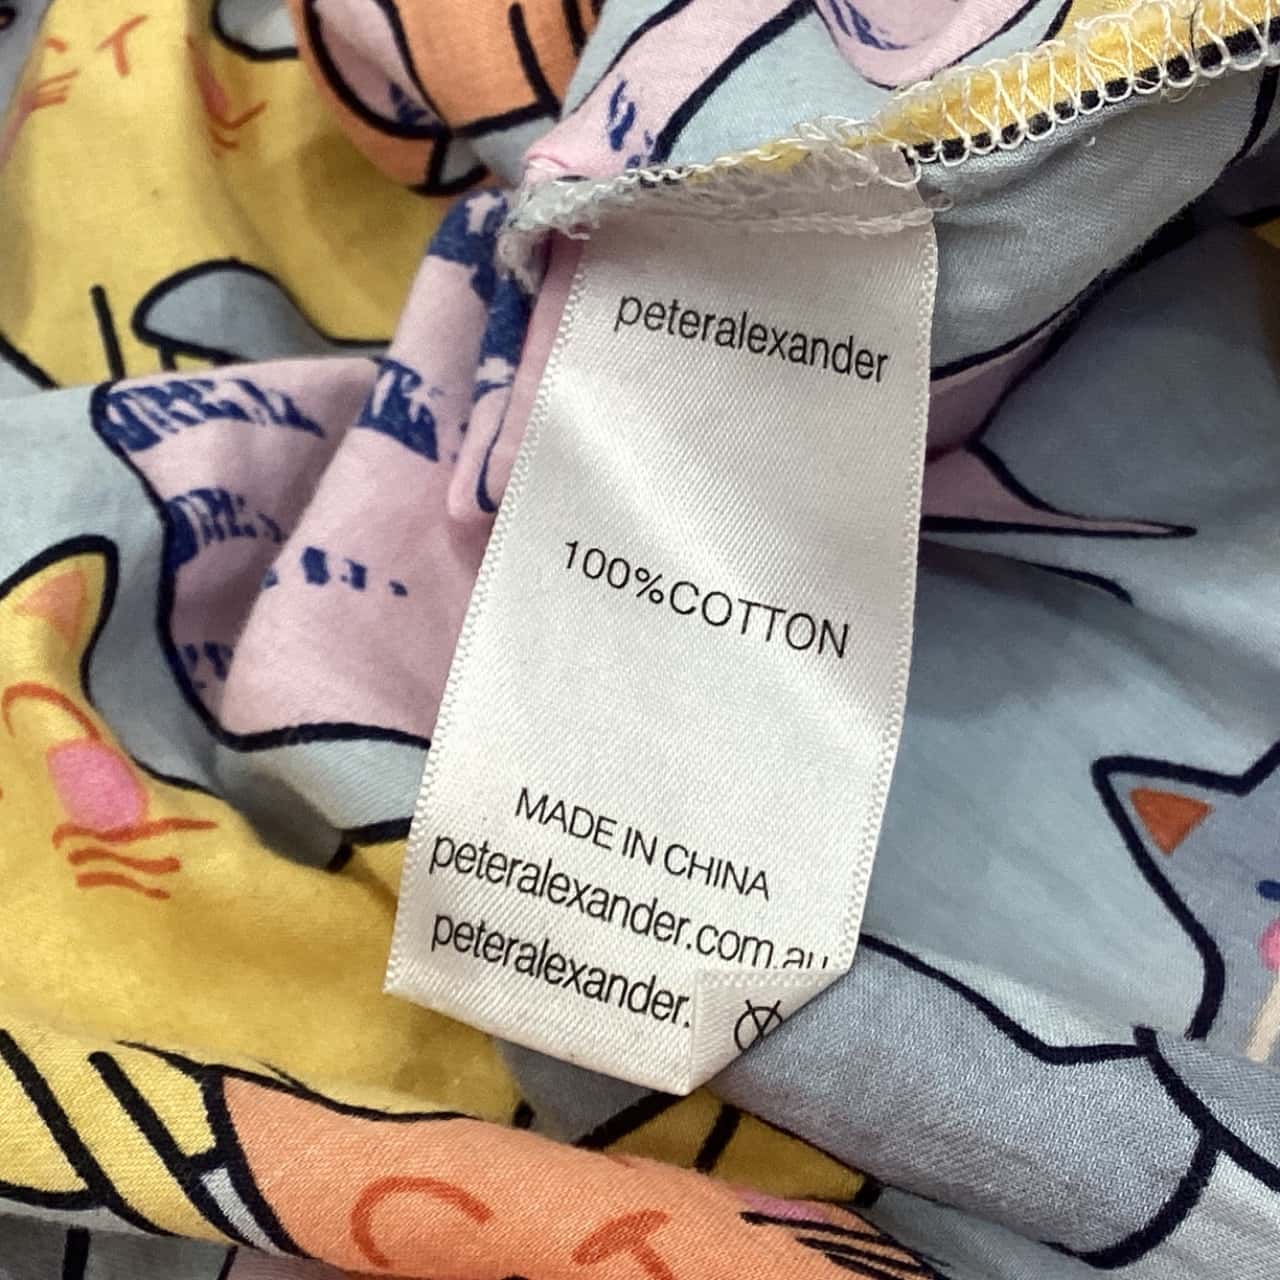 peteralexander
100%COTTON
MADE IN CHINA
peteralexander.com.au
peteralexander.